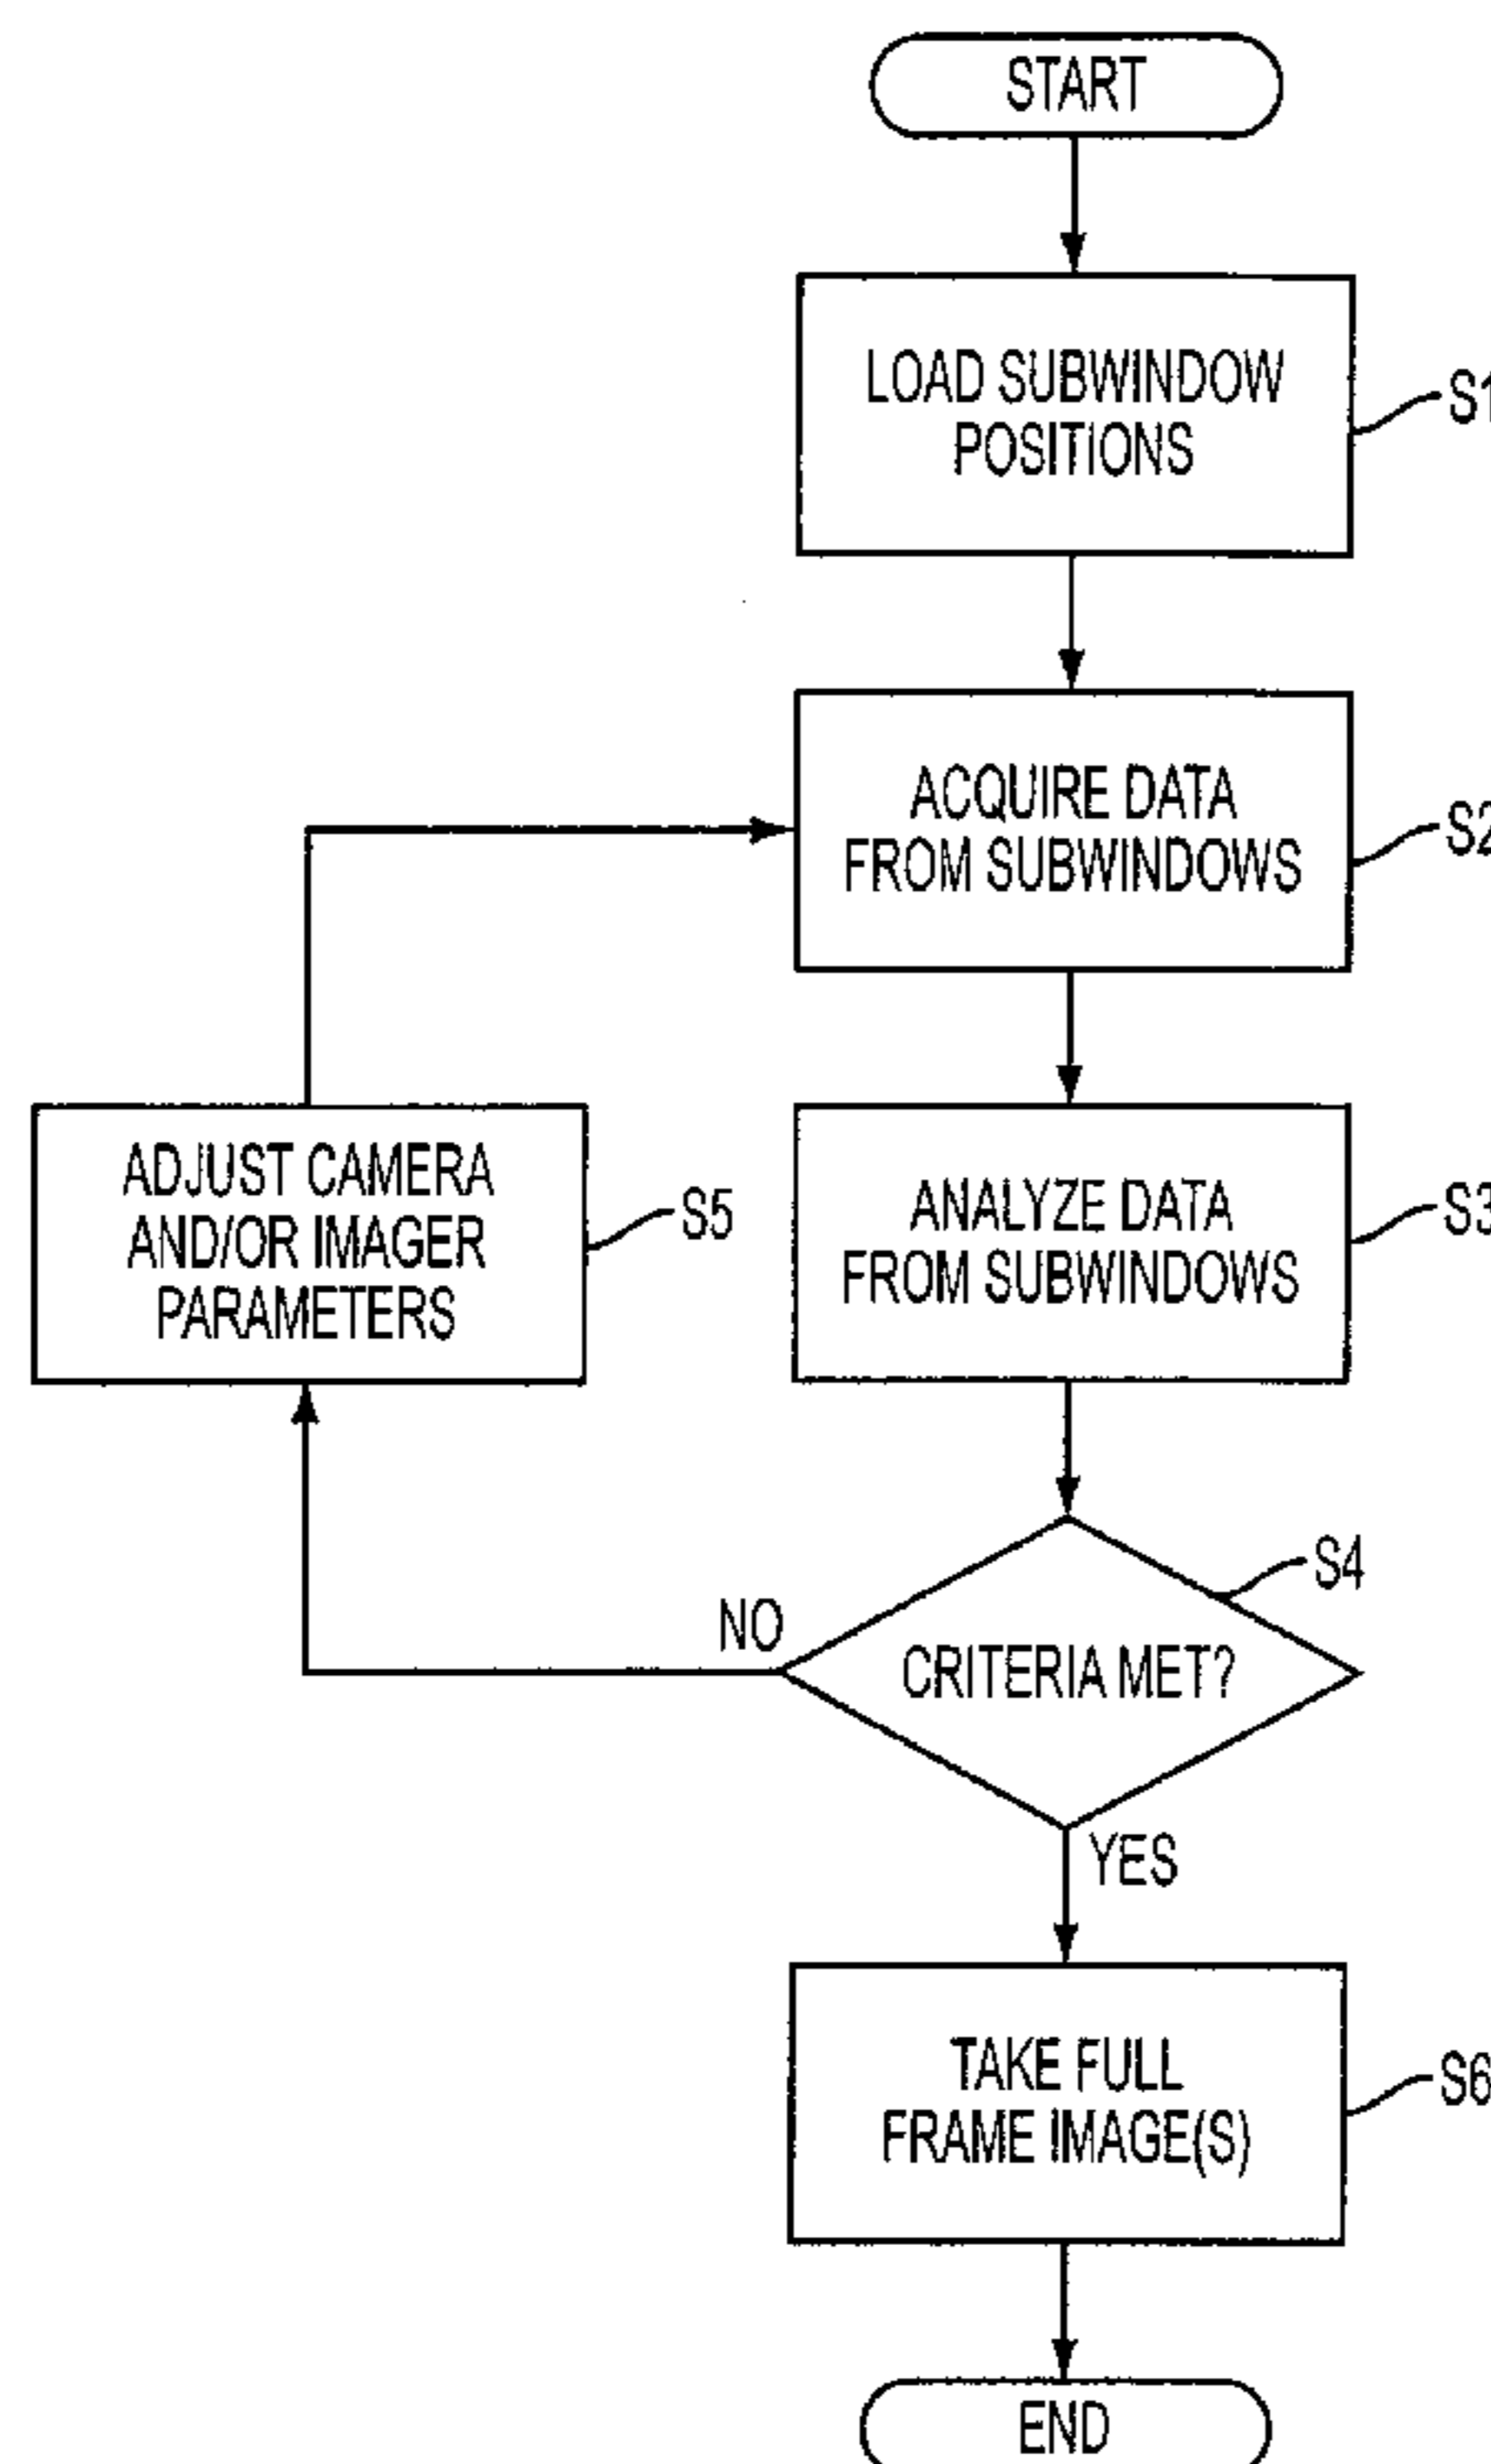 START
LOAD SUBWINDOW
POSITIONS
S1
ACQUIRE DATA
FROM SUBWINDOWS
S2
ANALYZE DATA
FROM SUBWINDOWS
S3
ADJUST CAMERA
AND/OR IMAGER
PARAMETERS
S5
CRITERIA MET?
S4
NO
YES
TAKE FULL
FRAME IMAGE(S)
S6
END